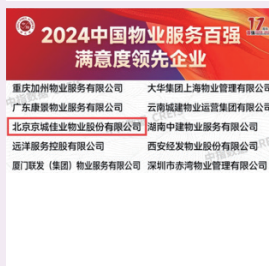 2024中国物业服务百强
满意度领先企业
重庆加州物业服务有限公司 大华集团上海物业管理有限公司
广东康景物业服务有限公司 云南城建物业运营集团有限公司
北京京城佳业物业股份有限公司 湖南中建物业服务有限公司
远洋服务控股有限公司 西安经发物业股份有限公司
厦门联发（集团）物业服务有限公司 深圳市赤湾物业管理有限公司